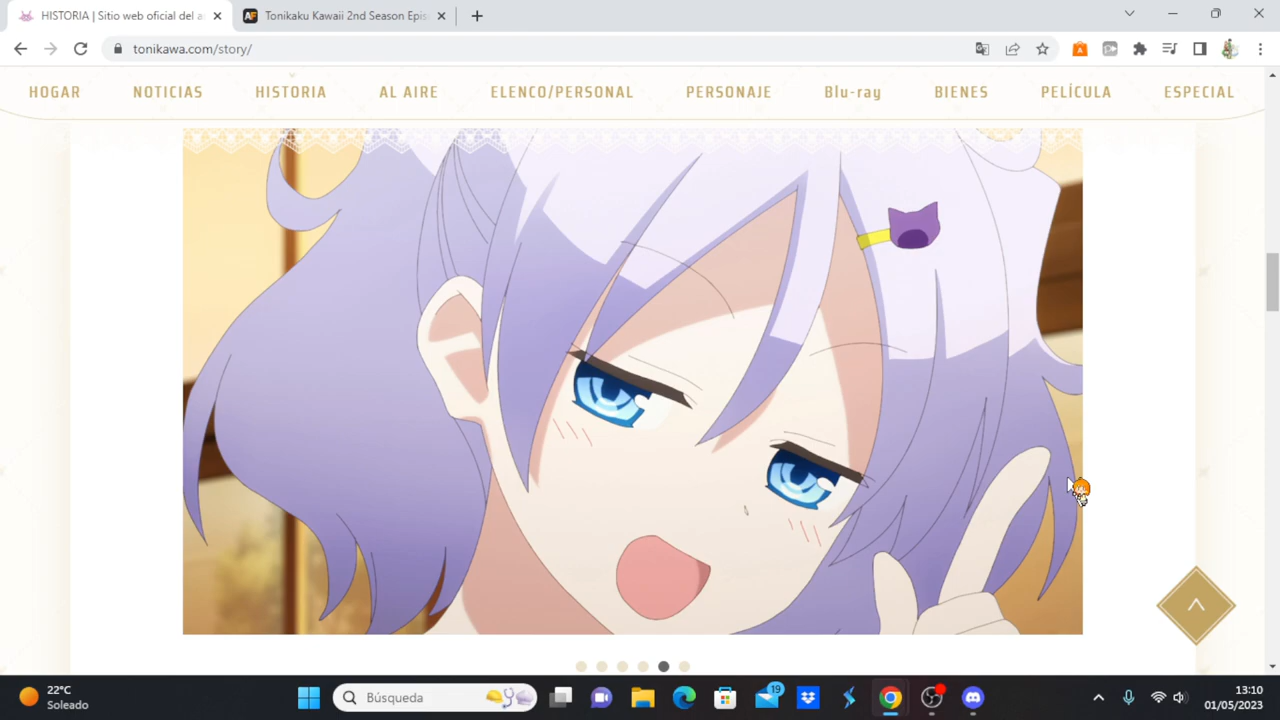 HISTORIA | Sitio web oficial del a
Tonikaku Kawaii 2nd Season Epis
tonikawa.com/story/
HOGAR NOTICIAS HISTORIA AL AIRE ELENCO/PERSONAL PERSONAJE Blu-ray BIENES PELÍCULA ESPECIAL
22°C
Soleado
Búsqueda
19
13:10
01/05/2023